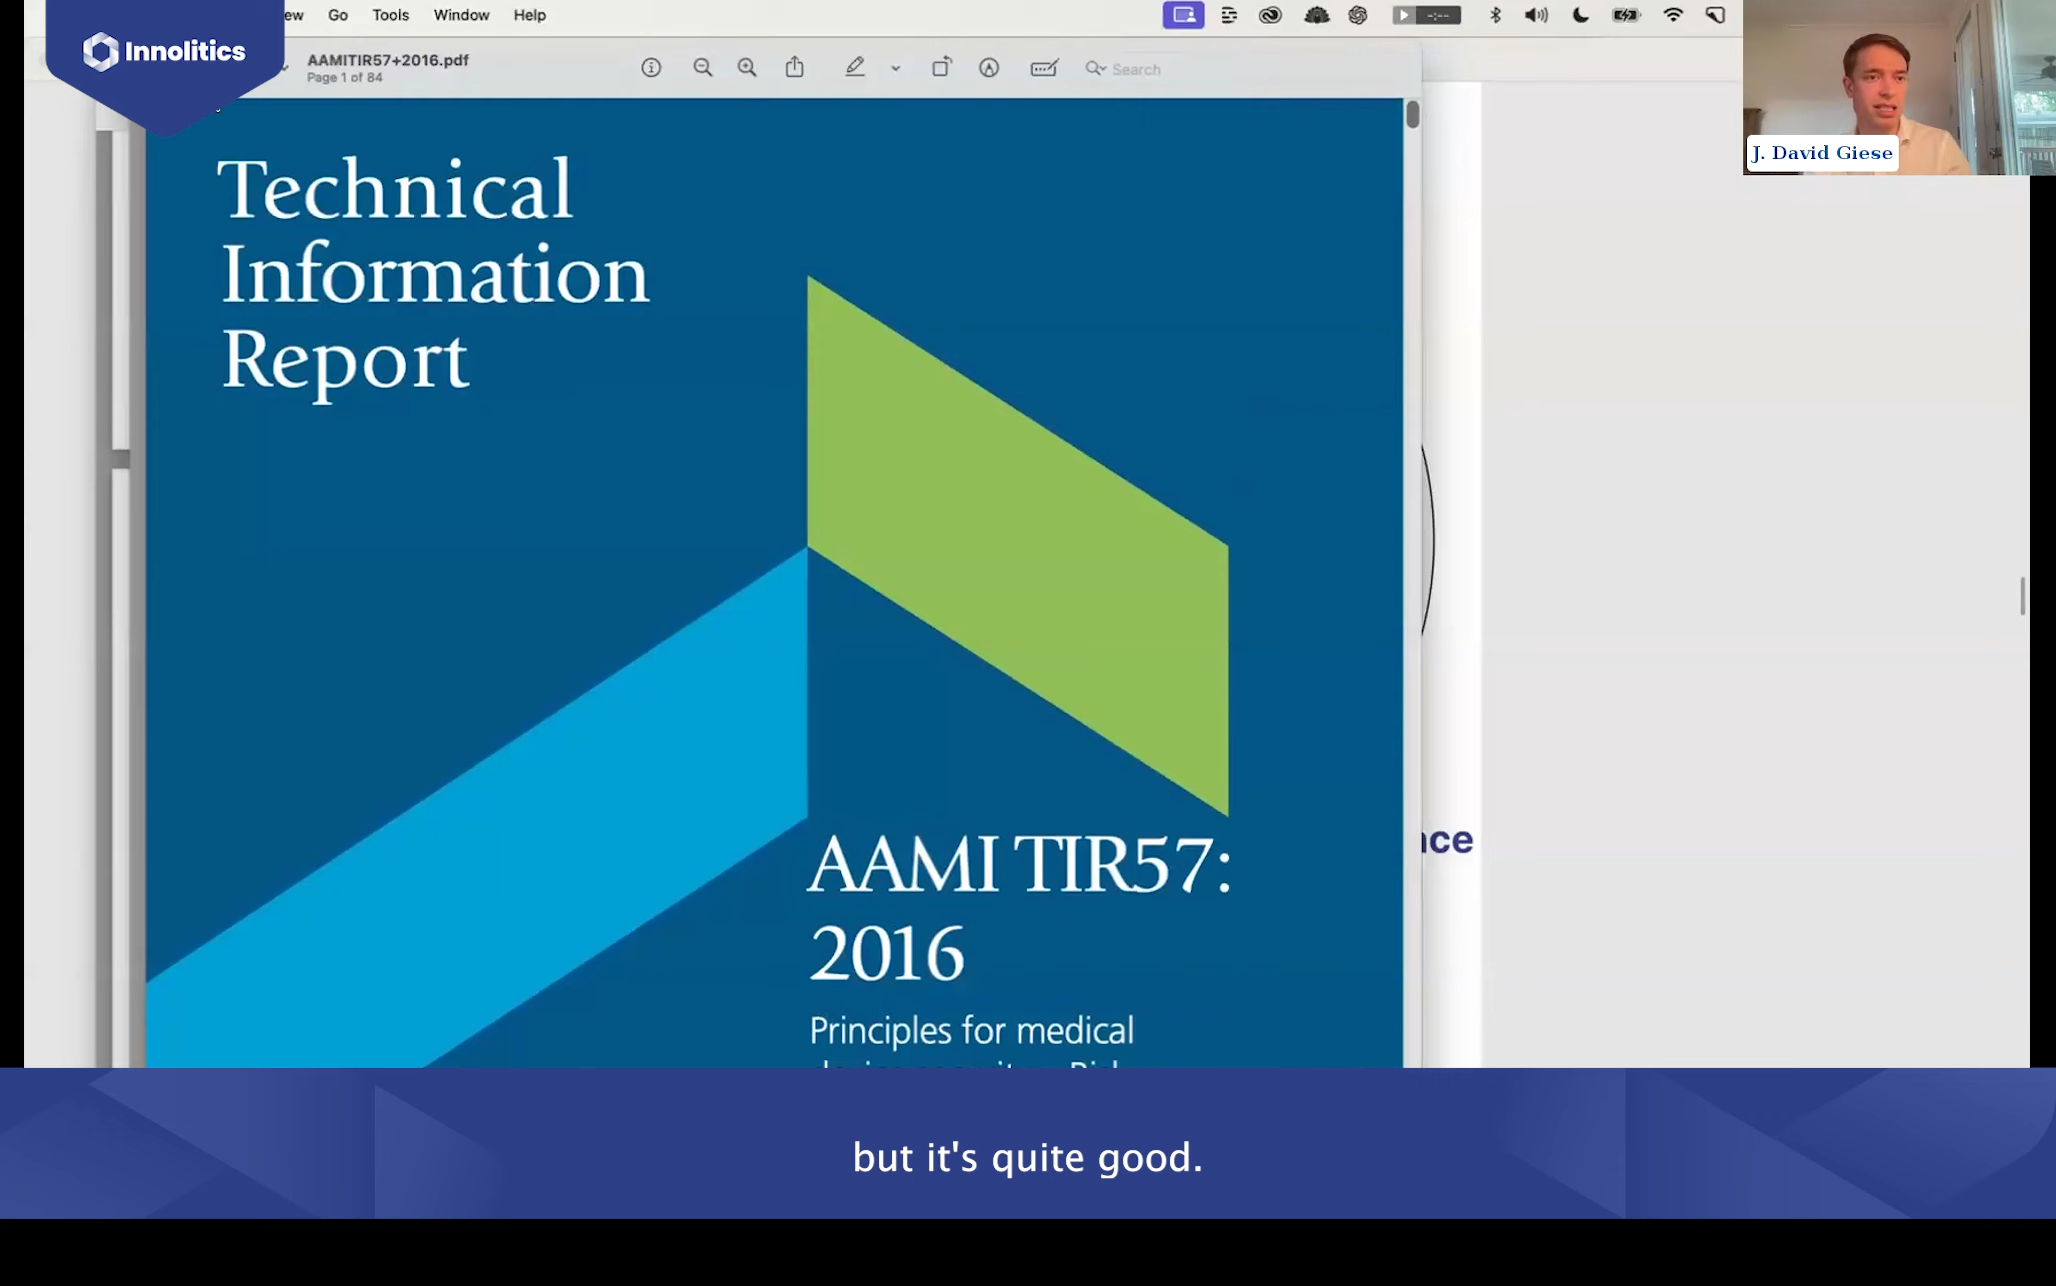 Innolitics
ew Go Tools Window Help
AAMITIR57+2016.pdf
Page 1 of 84
Search
J. David Giese
Technical
Information
Report
AAMI TIR57:
2016
Principles for medical
nce
but it's quite good.